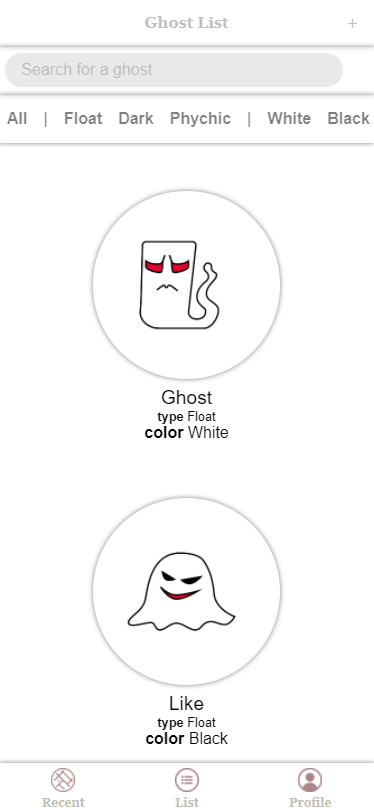 Ghost List +
Search for a ghost
All | Float Dark Phychic | White Black
Ghost
type Float
color White
Like
type Float
color Black
Recent List Profile